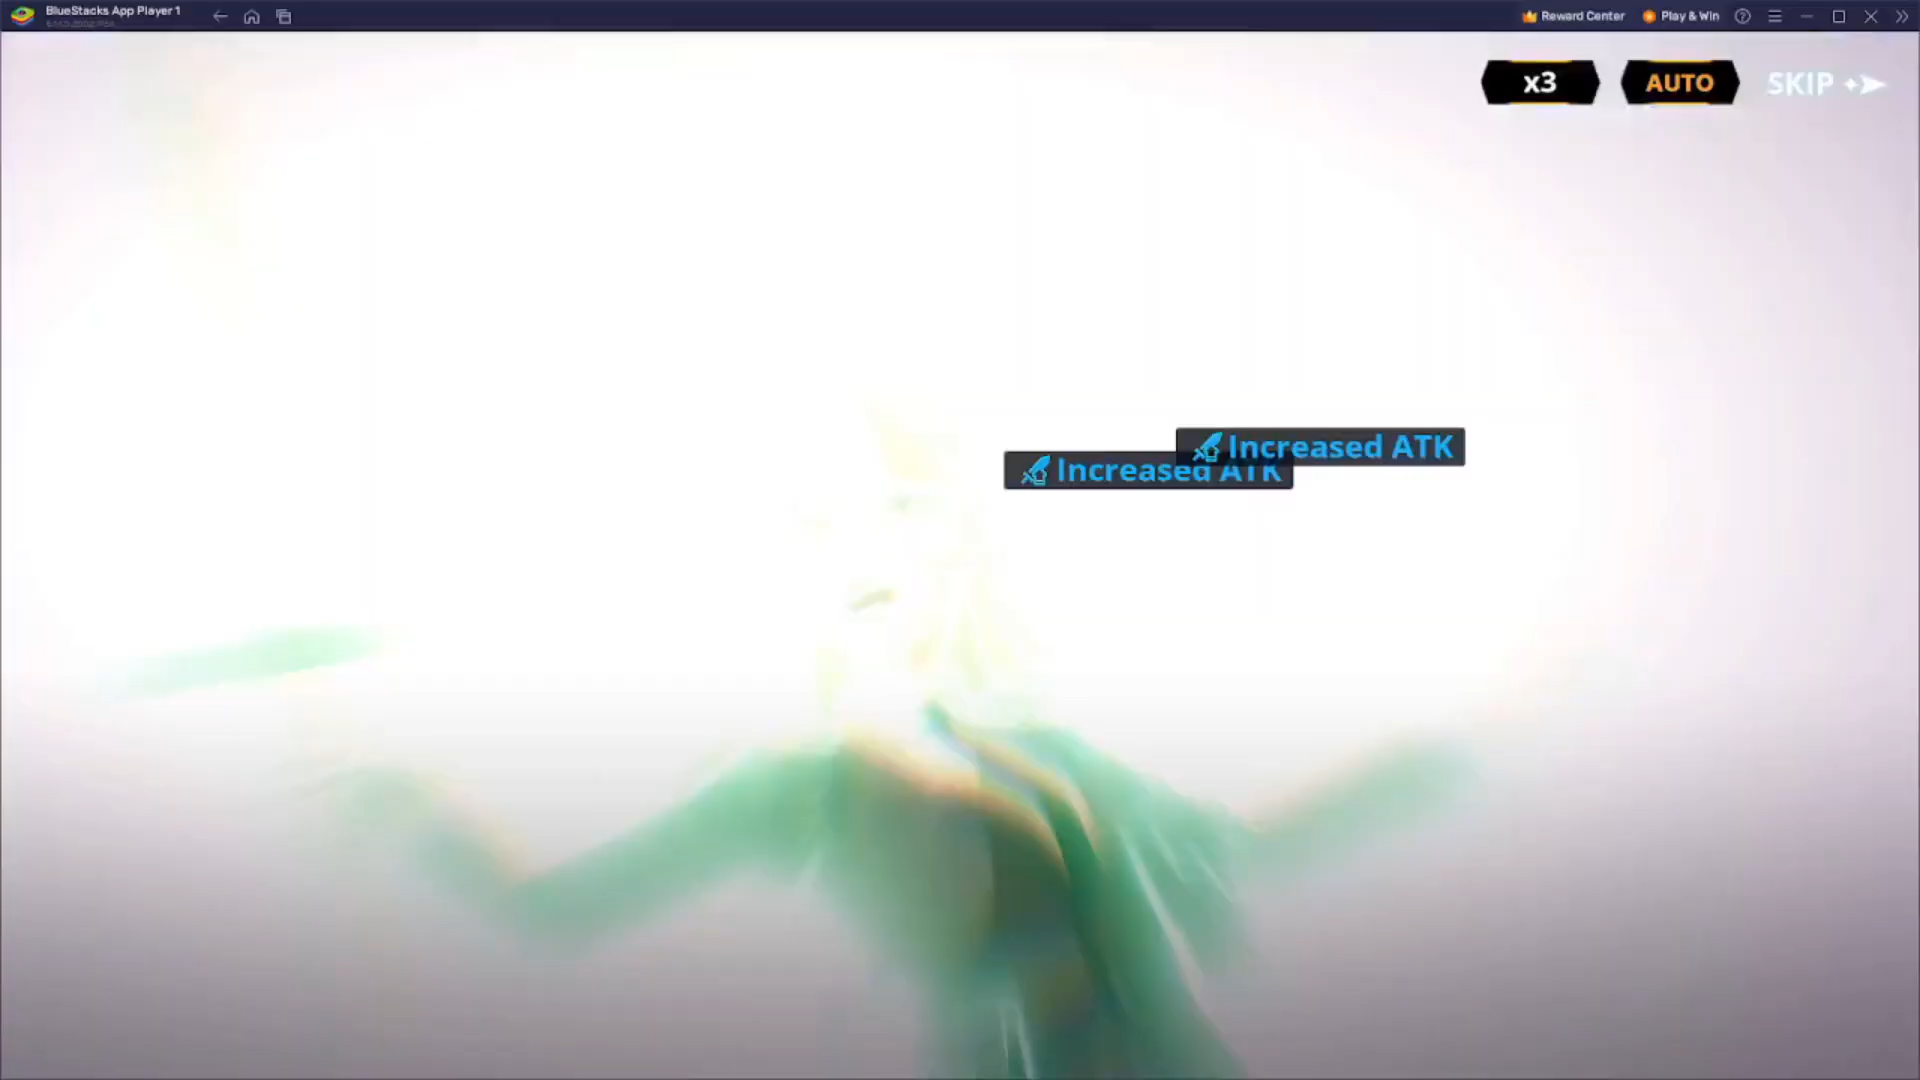 BlueStacks App Player 1
Reward Center
Play & Win
x3
AUTO
SKIP
Increased ATK
Increased ATK